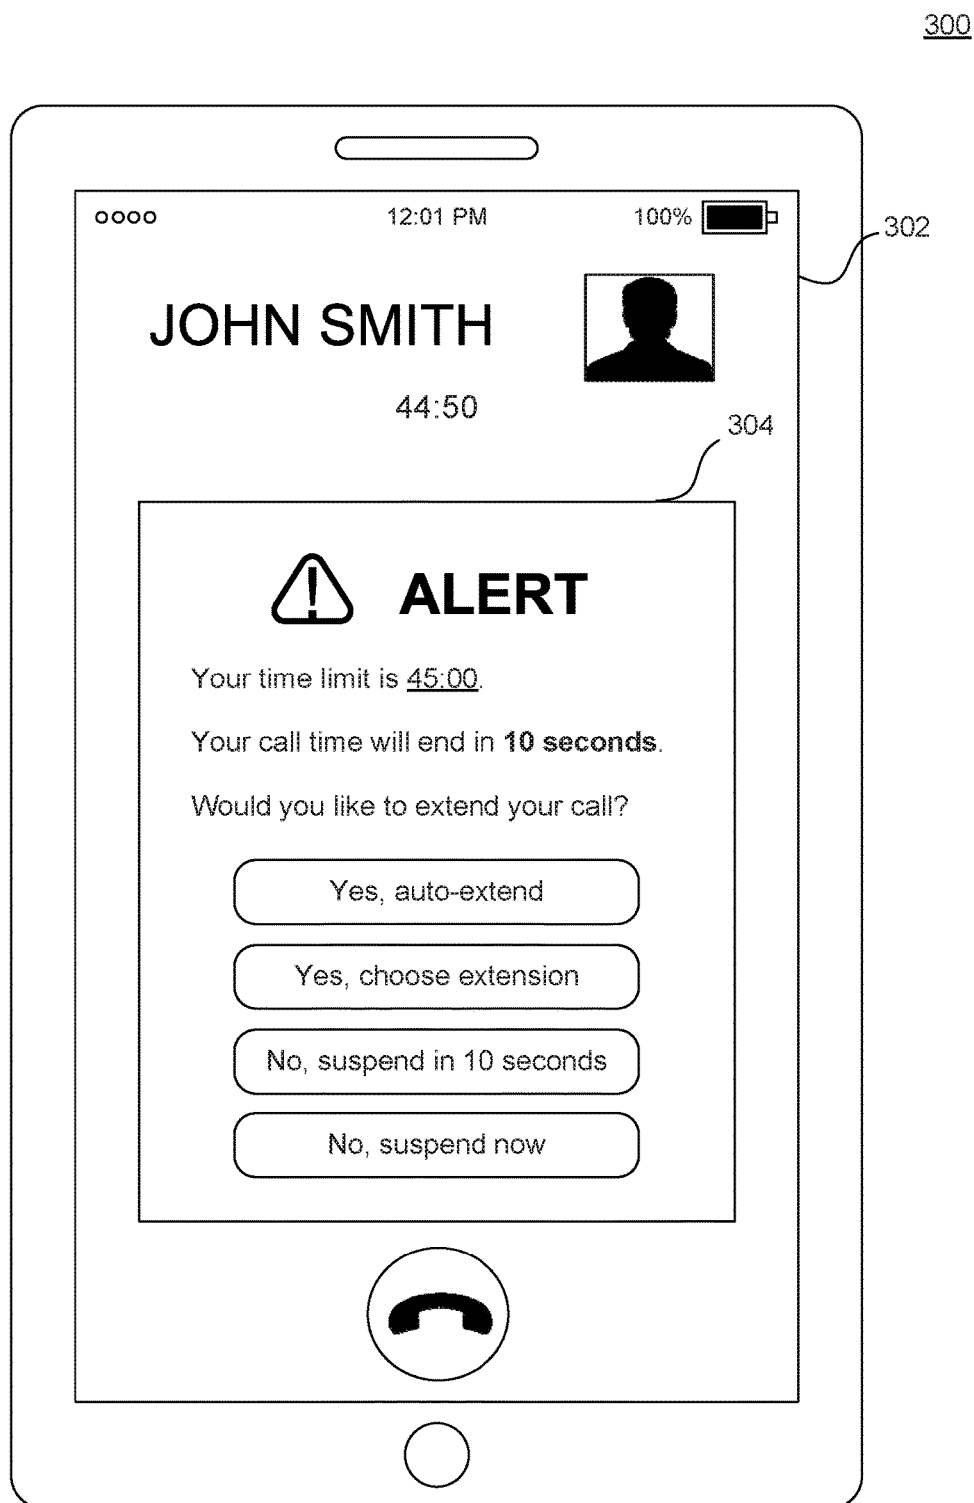 300
12:01 PM
100%
302
JOHN SMITH
44:50
304
ALERT
Your time limit is 45:00.
Your call time will end in 10 seconds.
Would you like to extend your call?
Yes, auto-extend
Yes, choose extension
No, suspend in 10 seconds
No, suspend now